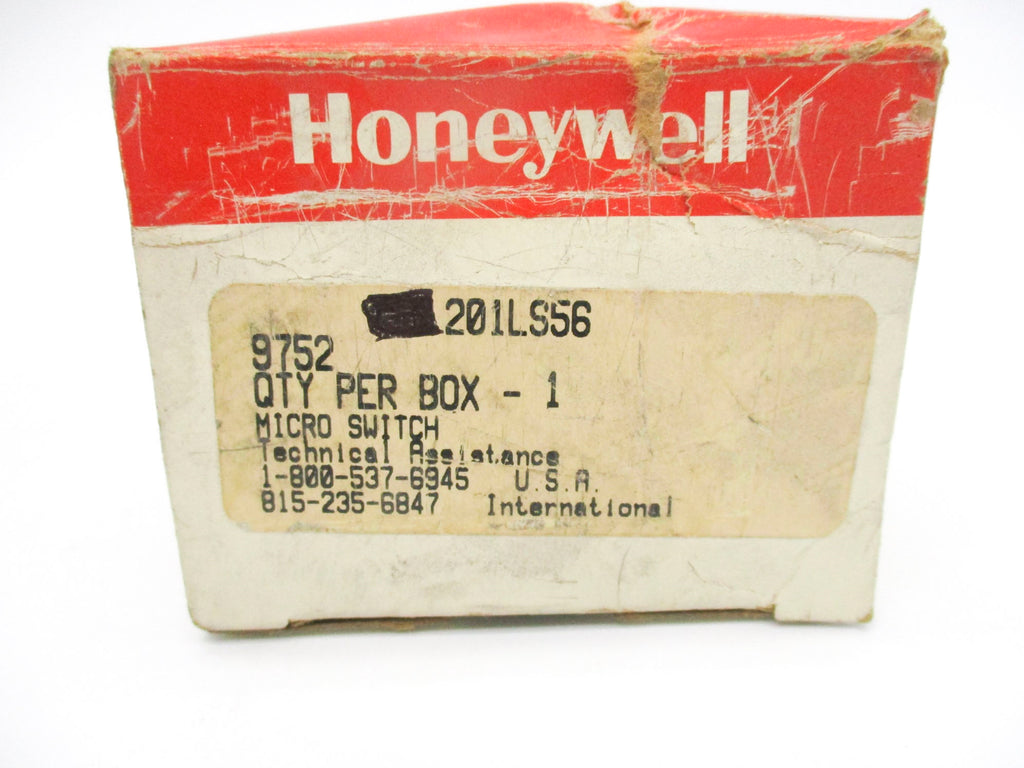 Honeywell
201LS56
9752
QTY PER BOX - 1
MICRO SWITCH
Technical Assistance
1-800-537-6945 U.S.A.
815-235-6847 International